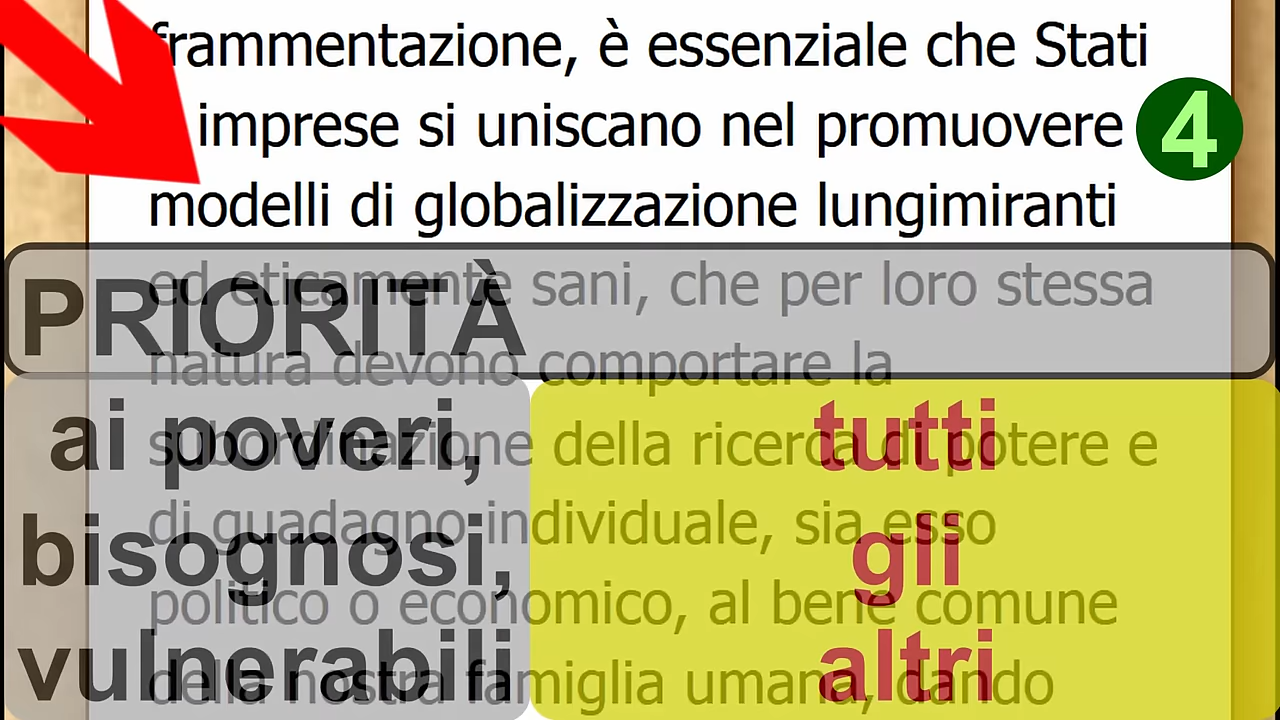 frammentazione, è essenziale che Stati
imprese si uniscano nel promuovere
4
modelli di globalizzazione lungimiranti
ed eticamente sani, che per loro stessa
PRIORITÀ
natura devono comportare la
ai poveri,
tutti
subordinazione della ricerca di potere e
di guadagno individuale, sia esso
bisognosi,
gli
politico o economico, al bene comune
vulnerabili
altri
della nostra famiglia umana, dando